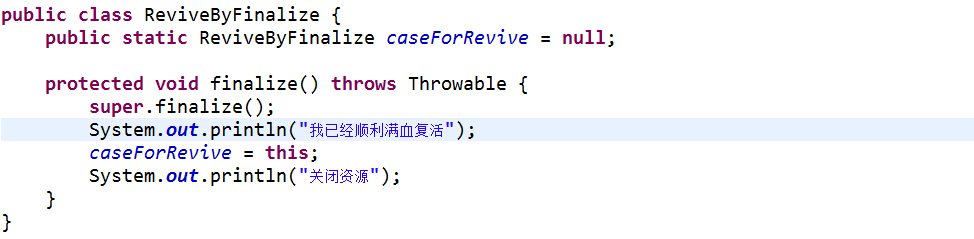 public class ReviveByFinalize {
    public static ReviveByFinalize caseForRevive = null;

    protected void finalize() throws Throwable {
        super.finalize();
        System.out.println("我已经顺利满血复活");
        caseForRevive = this;
        System.out.println("关闭资源");
    }
}